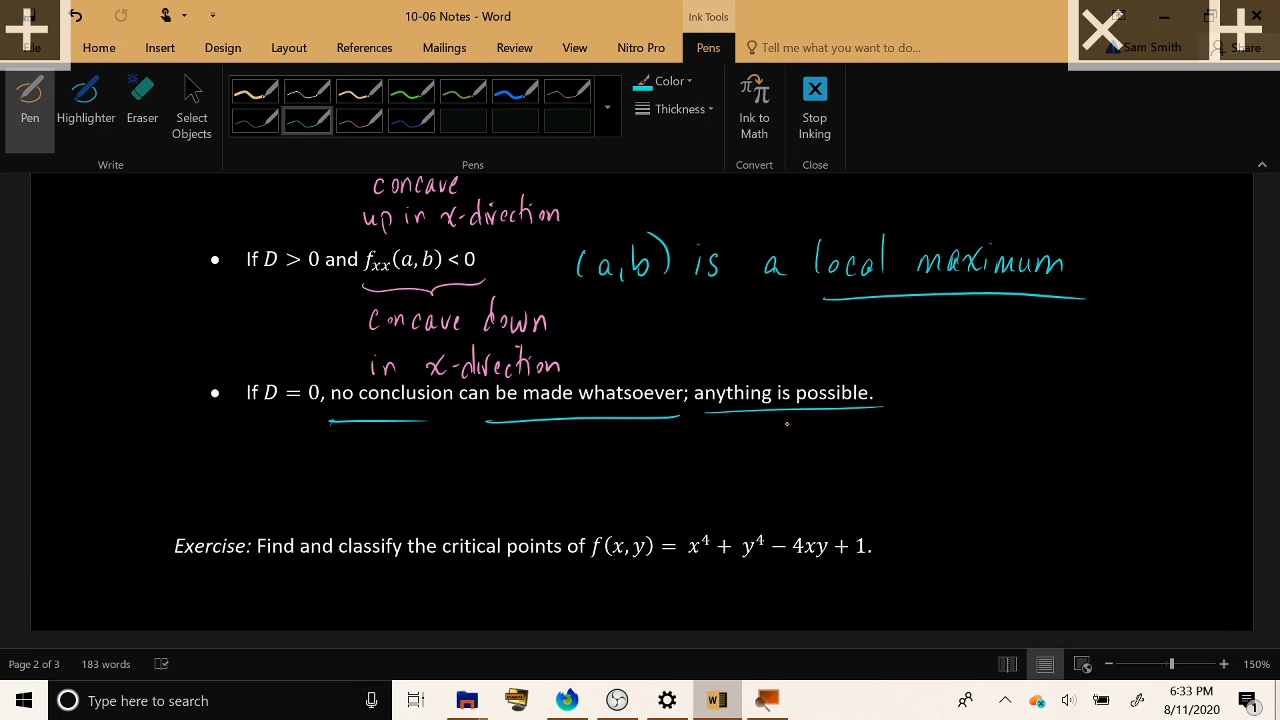 10-06 Notes - Word
Ink Tools
File Home Insert Design Layout References Mailings Review View Nitro Pro Pens Tell me what you want to do... Sam Smith Share
Pen Highlighter Eraser Select Objects
Color
Thickness
Ink to Math
Stop Inking
Write Pens Convert Close
concave
up in x-direction
• If D > 0 and fₓₓ(a, b) < 0 (a,b) is a local maximum
concave down
in x-direction
• If D = 0, no conclusion can be made whatsoever; anything is possible.
Exercise: Find and classify the critical points of f(x, y) = x⁴ + y⁴ − 4xy + 1.
Page 2 of 3 183 words 150%
Type here to search
6:33 PM
8/11/2020
1